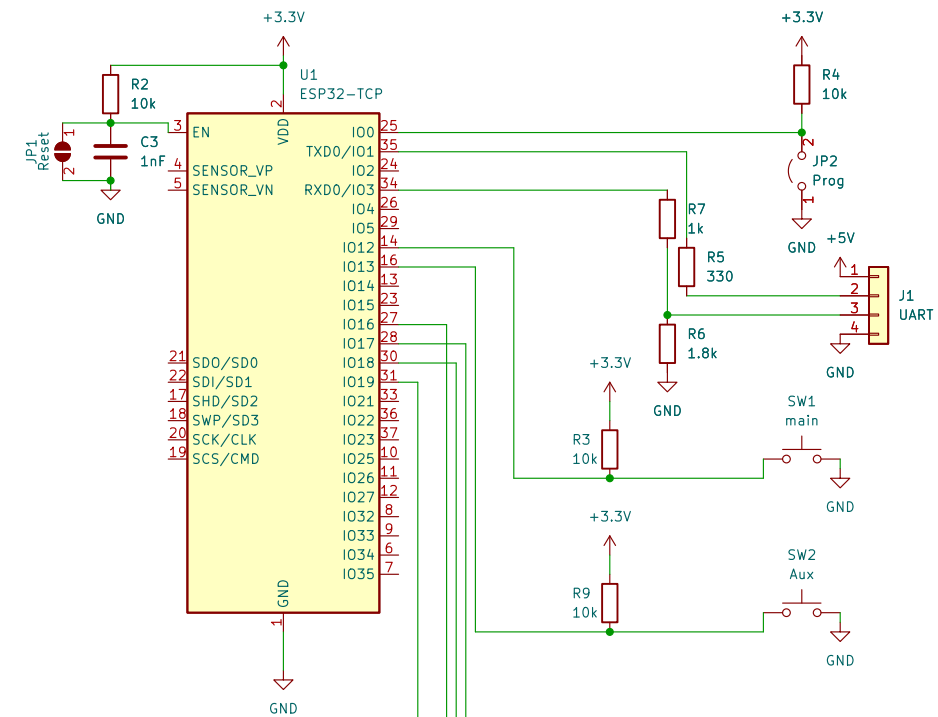 +3.3V
+3.3V
U1
ESP32-TCP
R2
10k
R4
10k
JP1
Reset
1
2
C3
1nF
GND
2
VDD
3 EN
4 SENSOR_VP
5 SENSOR_VN
21 SDO/SD0
22 SDI/SD1
17 SHD/SD2
18 SWP/SD3
20 SCK/CLK
19 SCS/CMD
IO0 25
TXD0/IO1 35
IO2 24
RXD0/IO3 34
IO4 26
IO5 29
IO12 14
IO13 16
IO14 13
IO15 23
IO16 27
IO17 28
IO18 30
IO19 31
IO21 33
IO22 36
IO23 37
IO25 10
IO26 11
IO27 12
IO32 8
IO33 9
IO34 6
IO35 7
GND
1
GND
2
JP2
Prog
1
GND
R7
1k
R5
330
R6
1.8k
GND
+5V
1
2
3
4
J1
UART
GND
+3.3V
R3
10k
SW1
main
GND
+3.3V
R9
10k
SW2
Aux
GND